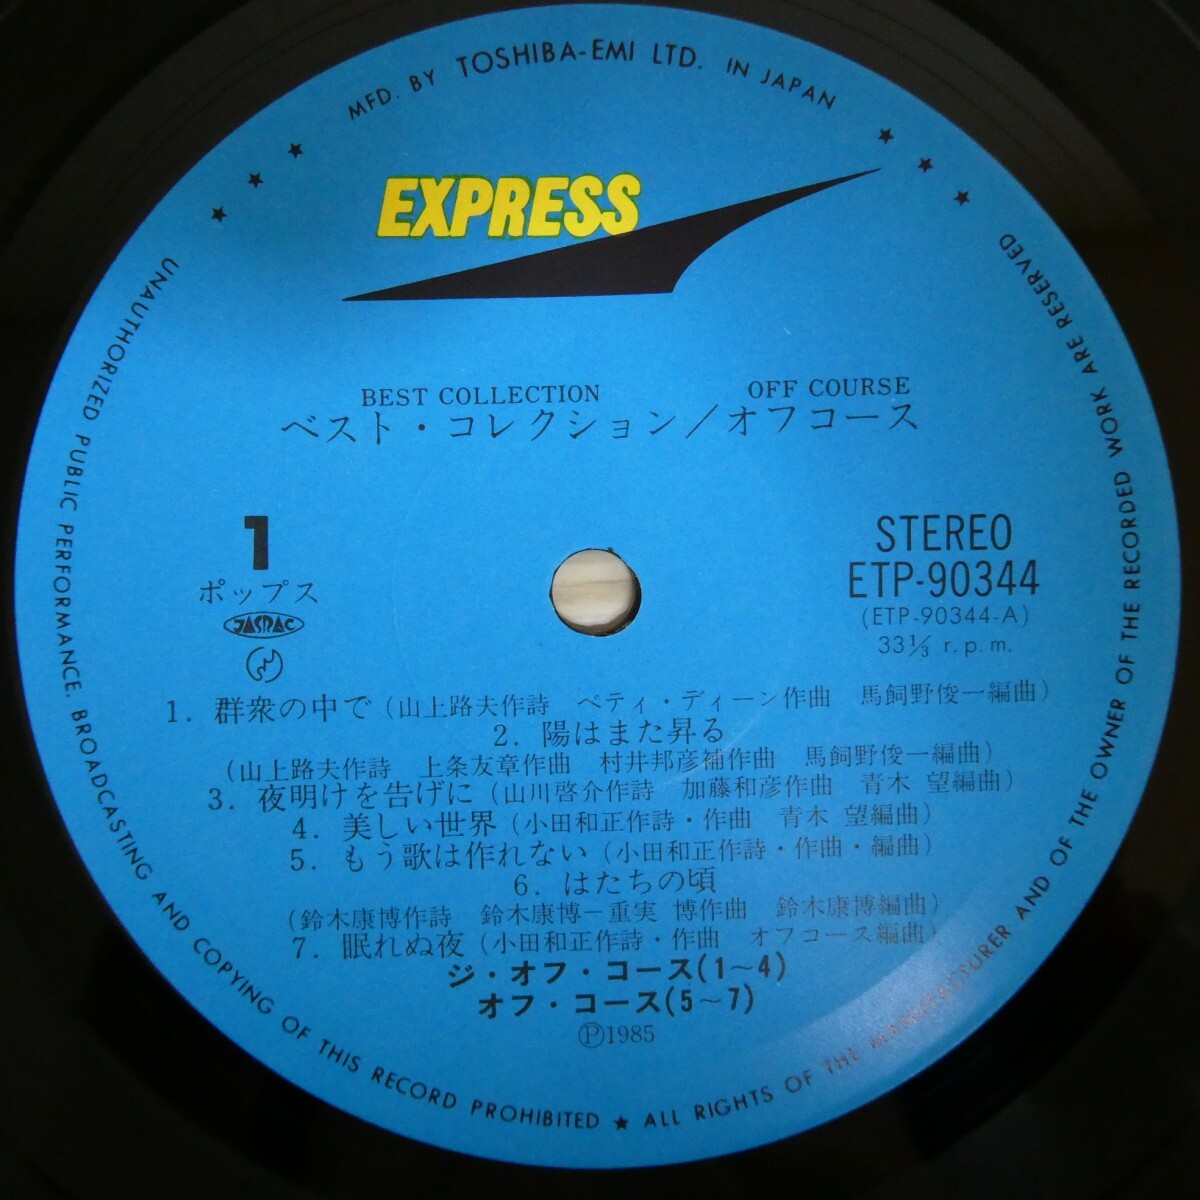 MFD. BY TOSHIBA-EMI LTD. IN JAPAN
EXPRESS
BEST COLLECTION OFF COURSE
ベスト・コレクション／オフコース
1
ポップス
JASRAC
STEREO
ETP-90344
(ETP-90344-A)
33⅓ r.p.m.
1. 群衆の中で (山上路夫作詩 ベティ・ディーン作曲 馬飼野俊一編曲)
2. 陽はまた昇る
(山上路夫作詩 上条友章作曲 村井邦彦補作曲 馬飼野俊一編曲)
3. 夜明けを告げに (山川啓介作詩 加藤和彦作曲 青木 望編曲)
4. 美しい世界 (小田和正作詩・作曲 青木 望編曲)
5. もう歌は作れない (小田和正作詩・作曲・編曲)
6. はたちの頃
(鈴木康博作詩 鈴木康博－重実 博作曲 鈴木康博編曲)
7. 眠れぬ夜 (小田和正作詩・作曲 オフコース編曲)
ジ・オフ・コース(1〜4)
オフ・コース(5〜7)
Ⓟ1985
UNAUTHORIZED PUBLIC PERFORMANCE, BROADCASTING AND COPYING OF THIS RECORD PROHIBITED ★ ALL RIGHTS OF THE MANUFACTURER AND OF THE OWNER OF THE RECORDED WORK ARE RESERVED